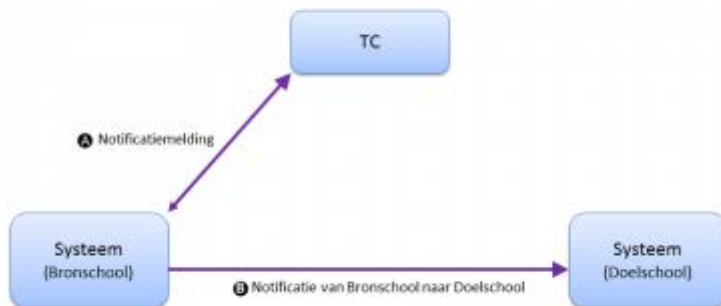 TC
A Notificatiemelding
Systeem
(Bronschool)
Systeem
(Doelschool)
B Notificatie van Bronschool naar Doelschool